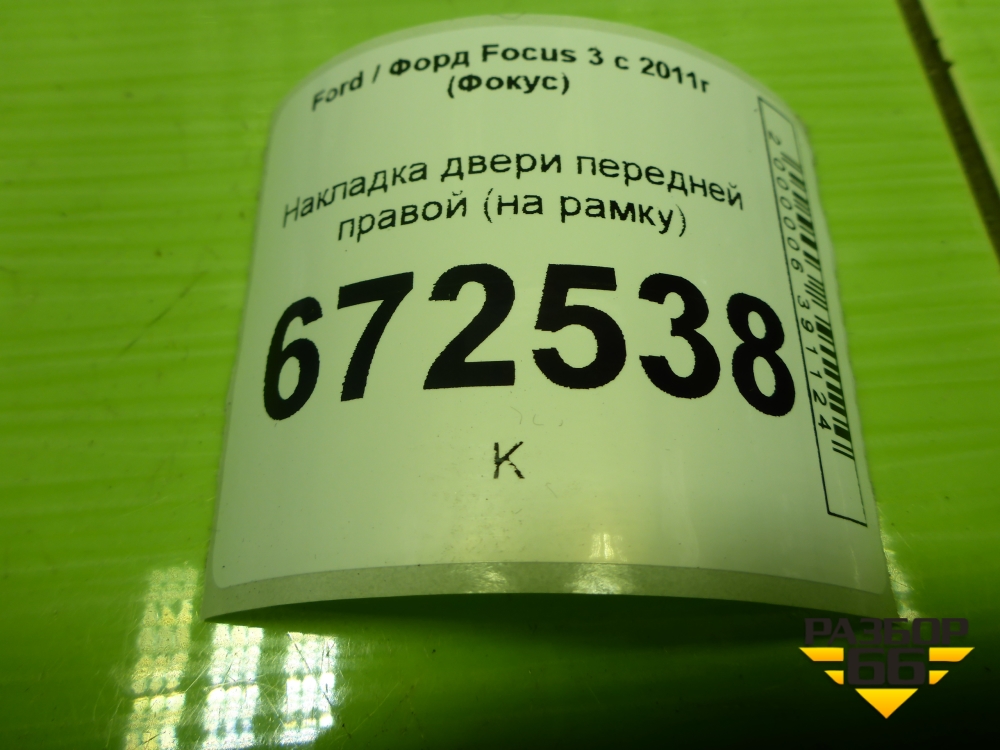 Ford / Форд Focus 3 с 2011г
(Фокус)
Накладка двери передней
правой (на рамку)
672538
К
2000006391124
РАЗБОР
66